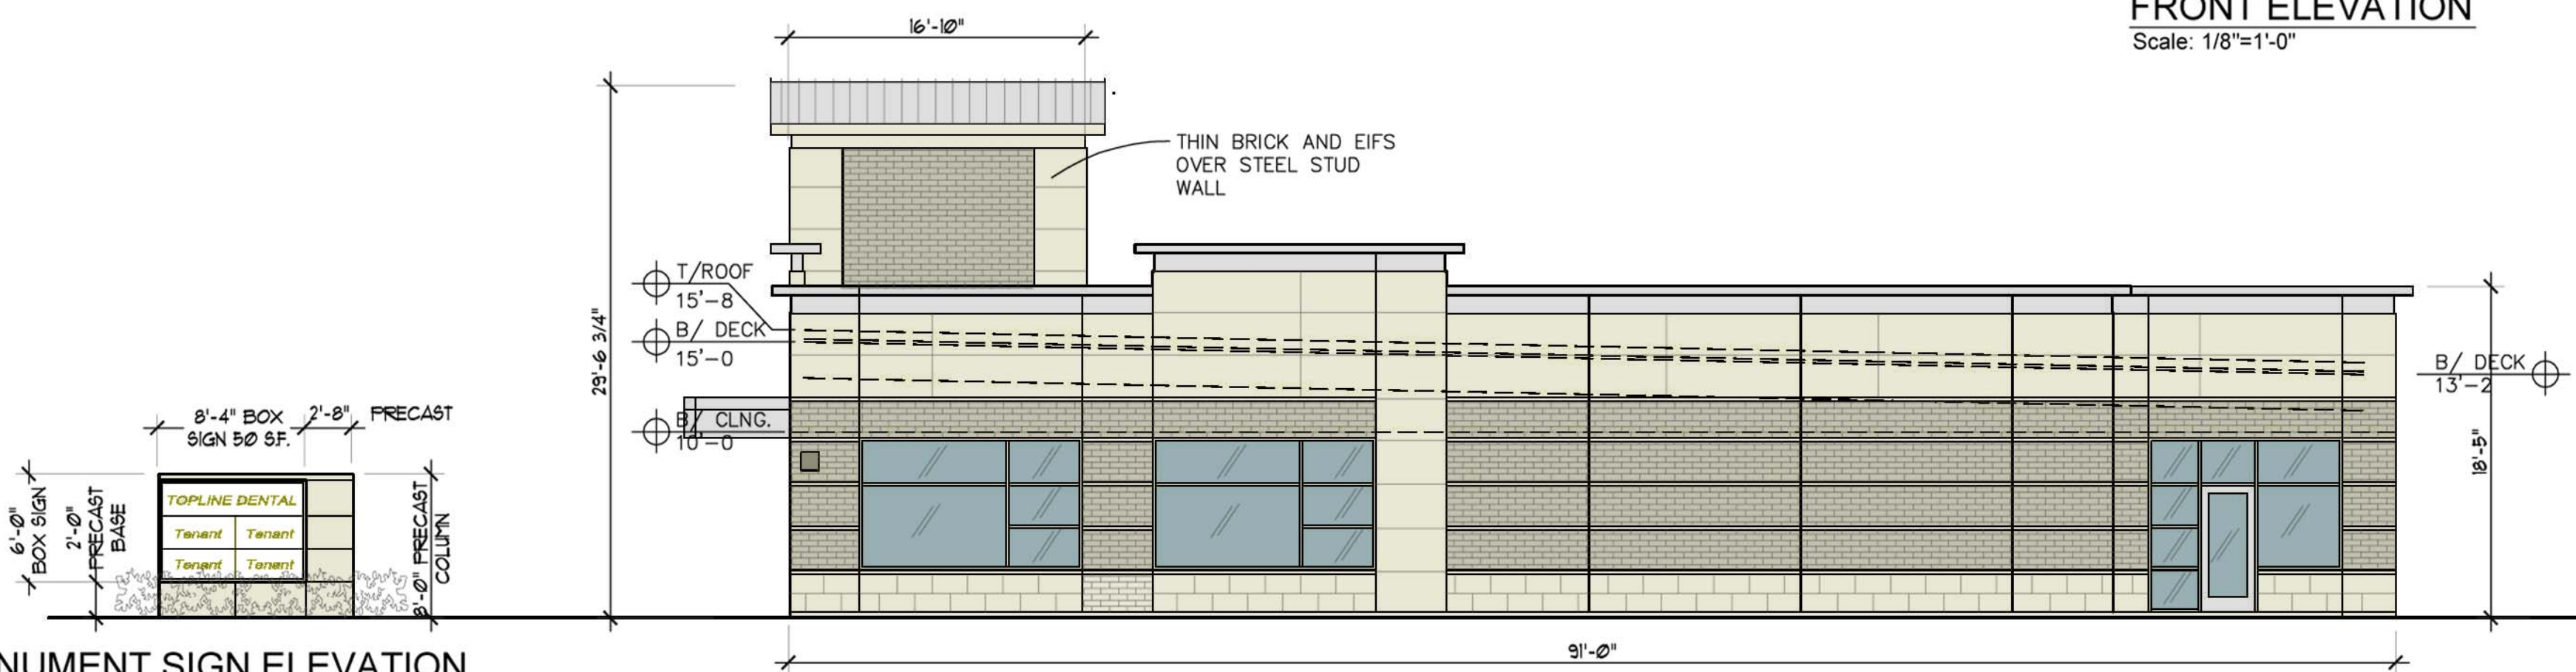 FRONT ELEVATION
Scale: 1/8"=1'-0"
16'-10"
THIN BRICK AND EIFS
OVER STEEL STUD
WALL
29'-6 3/4"
T/ROOF
15'-8
B/ DECK
15'-0
B/ CLNG.
10'-0
B/ DECK
13'-2
18'-5"
91'-0"
8'-4" BOX
SIGN 50 S.F.
2'-8"
PRECAST
6'-0"
BOX SIGN
2'-0"
PRECAST
BASE
8'-0" PRECAST
COLUMN
TOPLINE DENTAL
Tenant Tenant
Tenant Tenant
NUMENT SIGN ELEVATION